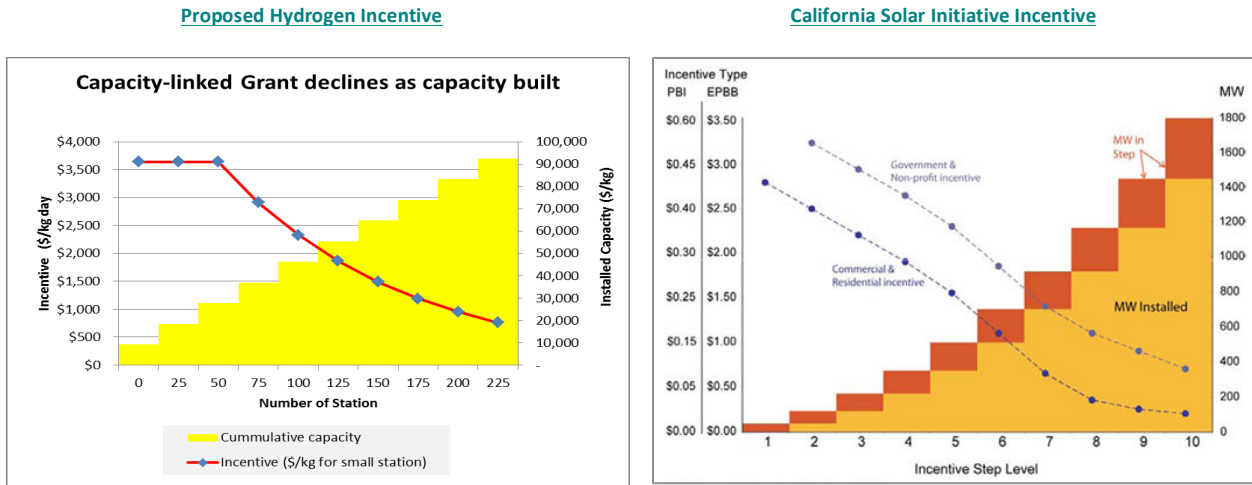 Proposed Hydrogen Incentive
Capacity-linked Grant declines as capacity built
Incentive ($/kg day)
$4,000
$3,500
$3,000
$2,500
$2,000
$1,500
$1,000
$500
$0
100,000
90,000
80,000
70,000
60,000
50,000
40,000
30,000
20,000
10,000
-
Installed Capacity ($/kg)
0 25 50 75 100 125 150 175 200 225
Number of Station
Cummulative capacity
Incentive ($/kg for small station)
California Solar Initiative Incentive
Incentive Type
PBI EPBB MW
$0.60 $3.50 1800
1600
$0.45 $3.00
1400
$0.40 $2.50
1200
$0.30 $2.00
1000
$0.25 $1.50
800
600
$0.15 $1.00
400
$0.05 $0.50
200
$0.00 $0.00 0
MW in
Step
Government &
Non-profit incentive
Commercial &
Residential incentive
MW Installed
1 2 3 4 5 6 7 8 9 10
Incentive Step Level